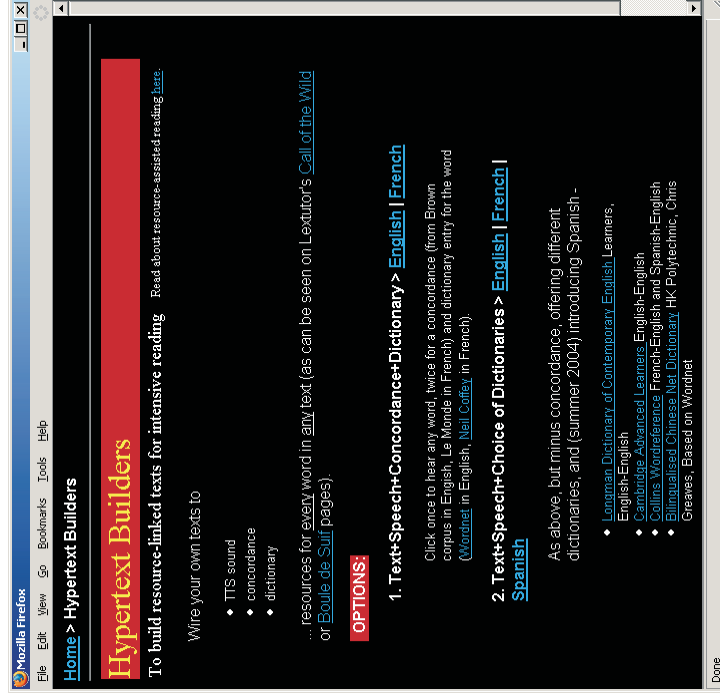 Mozilla Firefox
File Edit View Go Bookmarks Tools Help
Home > Hypertext Builders
Hypertext Builders
To build resource-linked texts for intensive reading Read about resource-assisted reading here.
Wire your own texts to
• TTS sound
• concordance
• dictionary
...resources for every word in any text (as can be seen on Lextutor's Call of the Wild
or Boule de Suif pages).
OPTIONS:
1. Text+Speech+Concordance+Dictionary > English | French
Click once to hear any word, twice for a concordance (from Brown
corpus in Engish, Le Monde in French) and dictionary entry for the word
(Wordnet in English, Neil Coffey in French).
2. Text+Speech+Choice of Dictionaries > English | French |
Spanish
As above, but minus concordance, offering different
dictionaries, and (summer 2004) introducing Spanish -
• Longman Dictionary of Contemporary English Learners,
English-English
• Cambridge Advanced Learners English-English
• Collins Wordreference French-English and Spanish-English
• Bilingualised Chinese Net Dictionary HK Polytechnic, Chris
Greaves, Based on Wordnet
Done